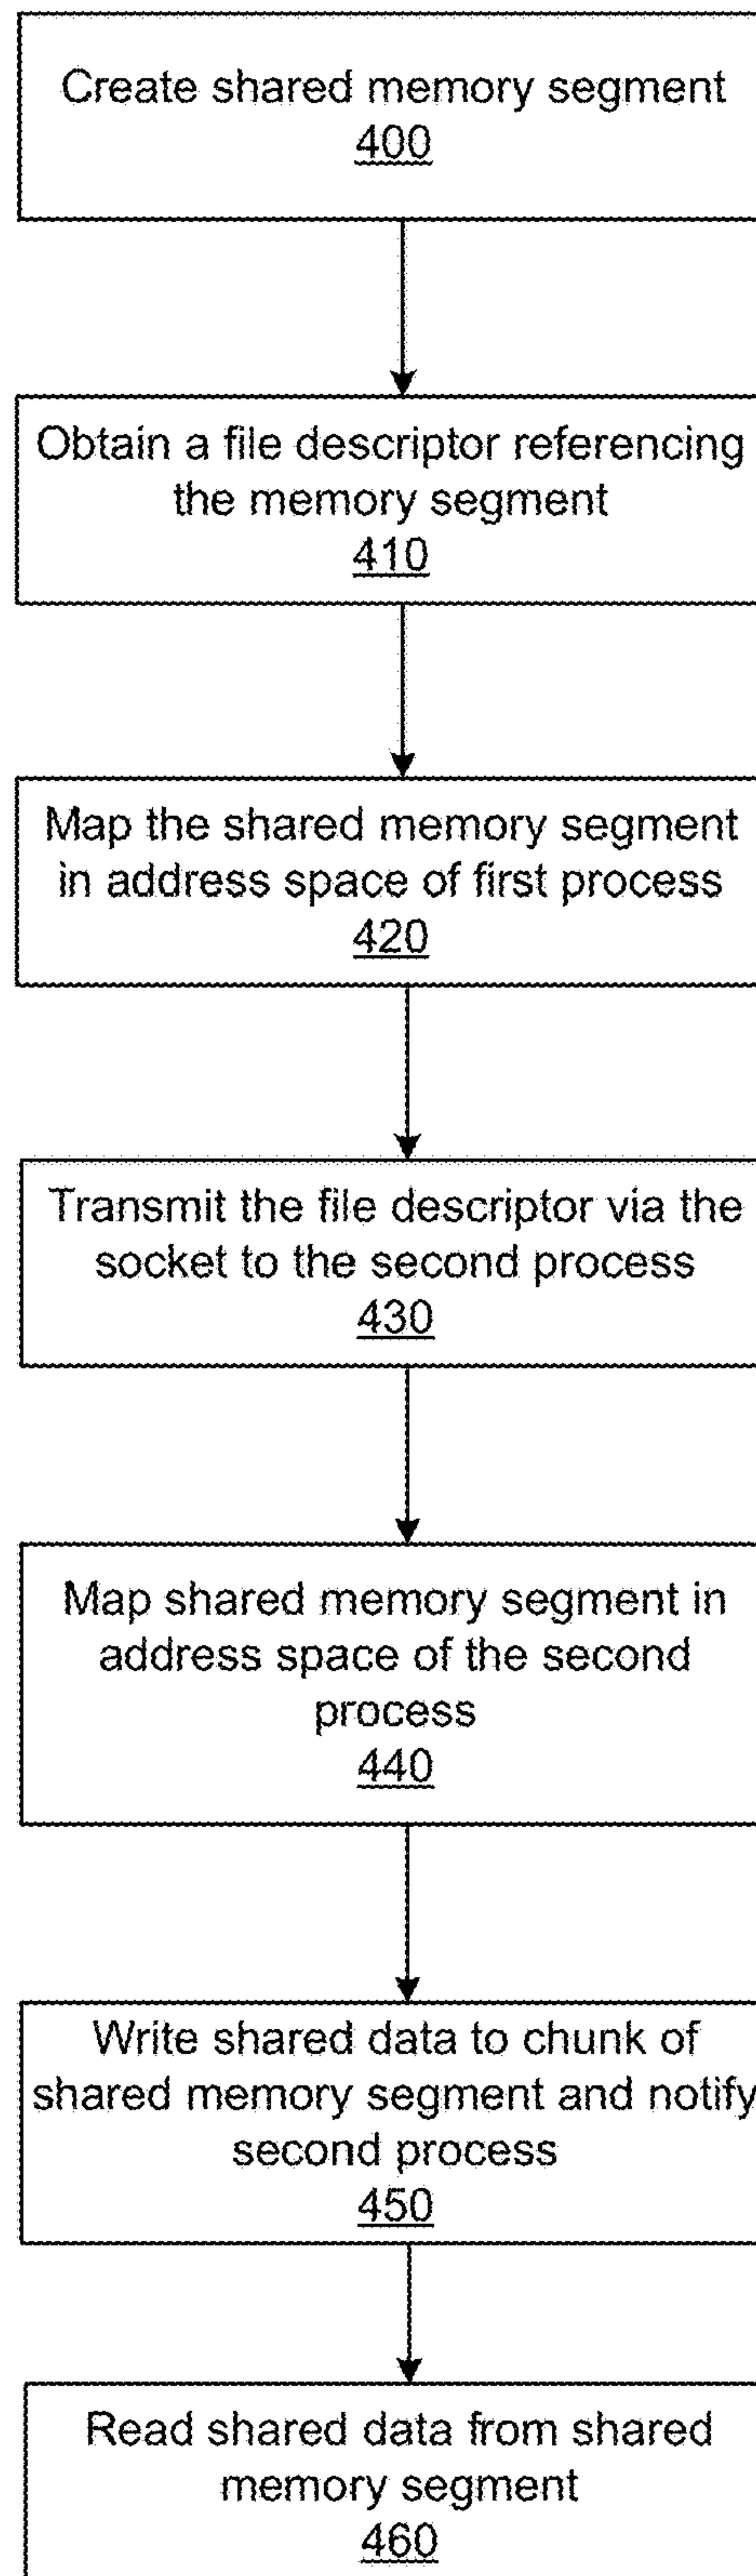 Create shared memory segment
400
Obtain a file descriptor referencing
the memory segment
410
Map the shared memory segment
in address space of first process
420
Transmit the file descriptor via the
socket to the second process
430
Map shared memory segment in
address space of the second
process
440
Write shared data to chunk of
shared memory segment and notify
second process
450
Read shared data from shared
memory segment
460